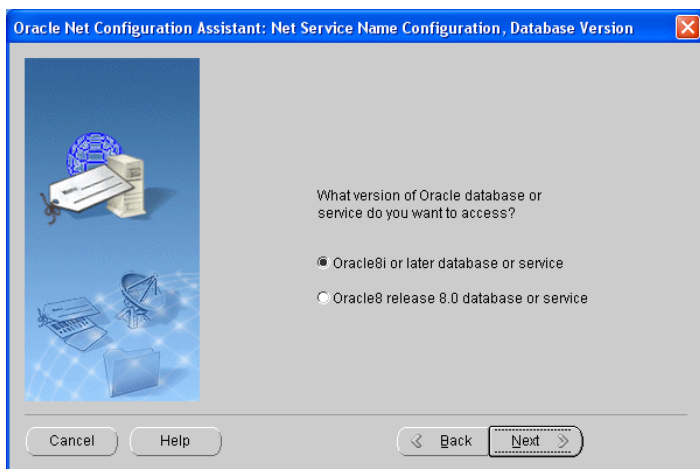 Oracle Net Configuration Assistant: Net Service Name Configuration, Database Version
What version of Oracle database or
service do you want to access?
Oracle8i or later database or service
Oracle8 release 8.0 database or service
Cancel
Help
Back
Next